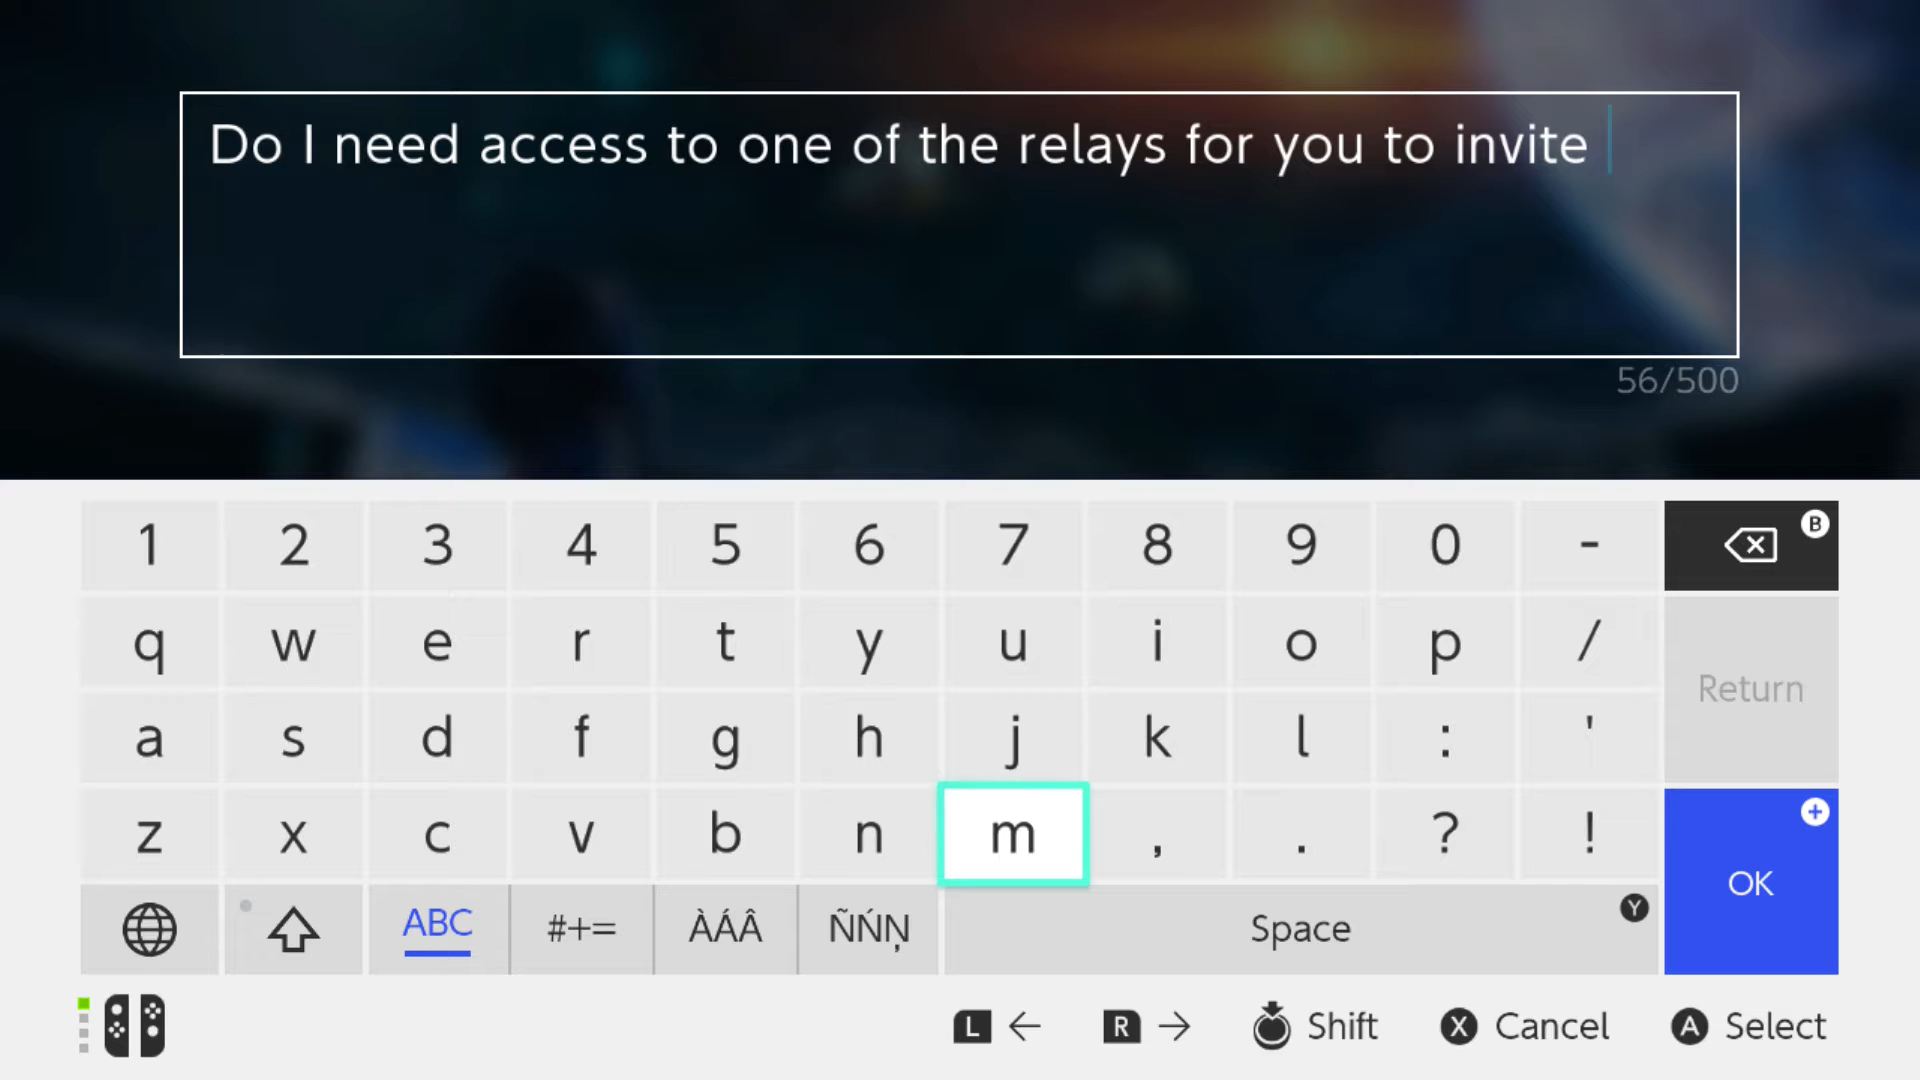 Do I need access to one of the relays for you to invite
56/500
1 2 3 4 5 6 7 8 9 0 - B
q w e r t y u i o p /
Return
a s d f g h j k l : '
z x c v b n m , . ? ! +
OK
ABC #+= ÀÁÂ ÑŃŅ Space Y
L ← R → Shift X Cancel A Select